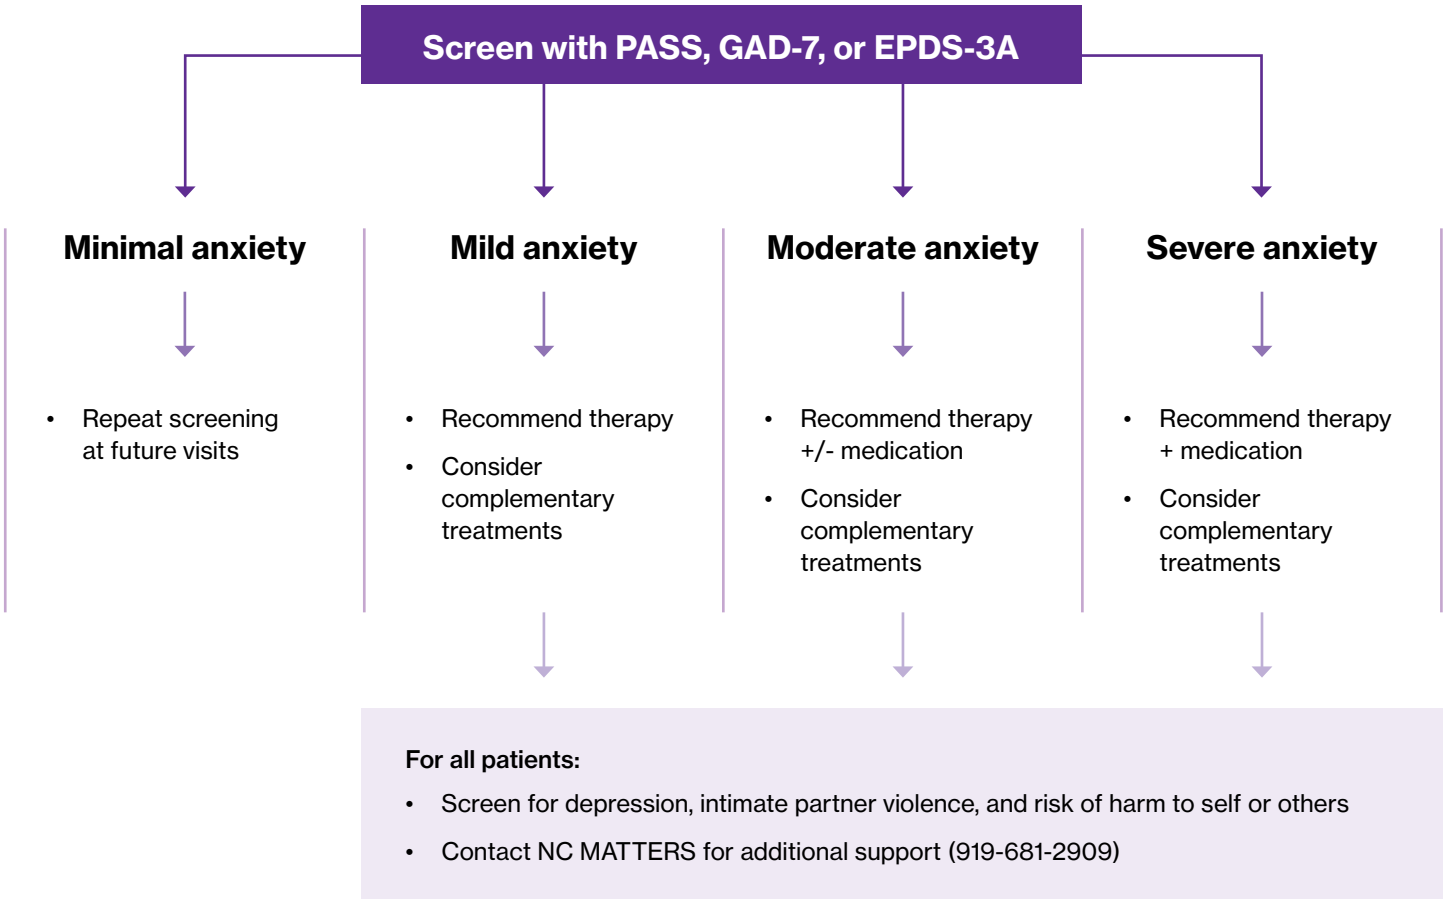 Screen with PASS, GAD-7, or EPDS-3A
Minimal anxiety
• Repeat screening
at future visits
Mild anxiety
• Recommend therapy
• Consider
complementary
treatments
Moderate anxiety
• Recommend therapy
+/- medication
• Consider
complementary
treatments
Severe anxiety
• Recommend therapy
+ medication
• Consider
complementary
treatments
For all patients:
• Screen for depression, intimate partner violence, and risk of harm to self or others
• Contact NC MATTERS for additional support (919-681-2909)